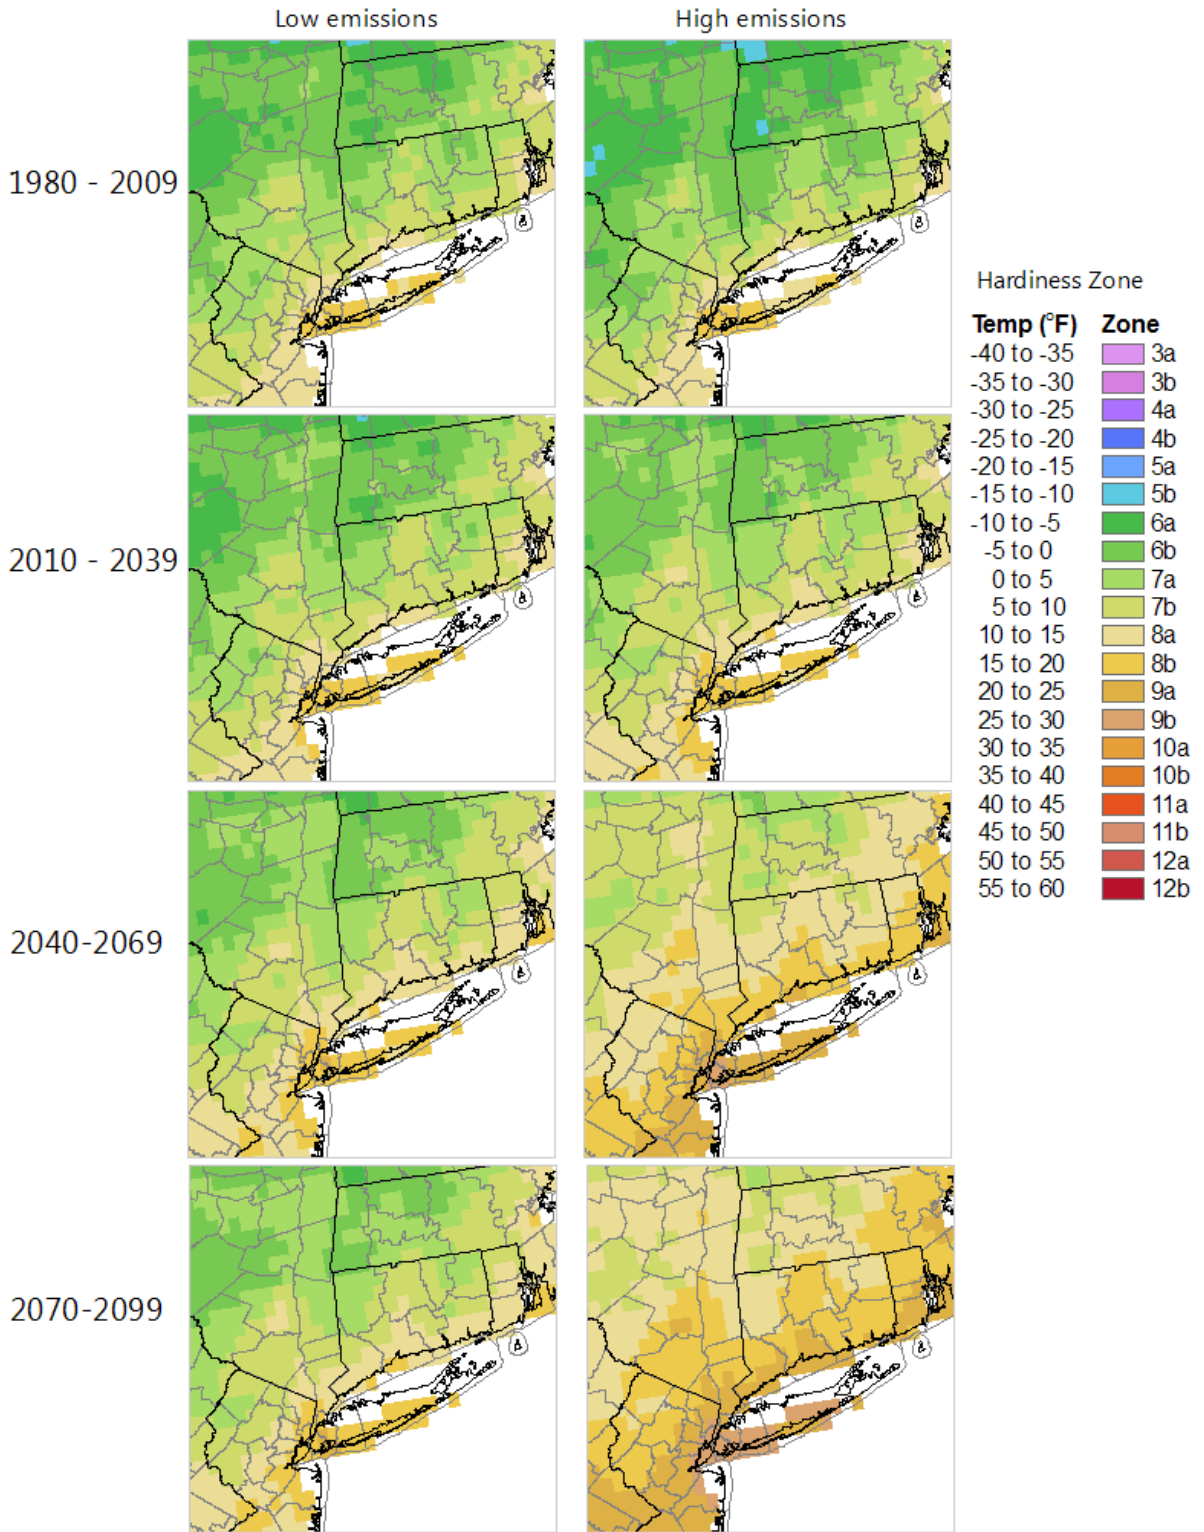 Low emissions High emissions
1980 - 2009
2010 - 2039
2040-2069
2070-2099
Hardiness Zone
Temp (°F) Zone
-40 to -35 3a
-35 to -30 3b
-30 to -25 4a
-25 to -20 4b
-20 to -15 5a
-15 to -10 5b
-10 to -5 6a
-5 to 0 6b
0 to 5 7a
5 to 10 7b
10 to 15 8a
15 to 20 8b
20 to 25 9a
25 to 30 9b
30 to 35 10a
35 to 40 10b
40 to 45 11a
45 to 50 11b
50 to 55 12a
55 to 60 12b